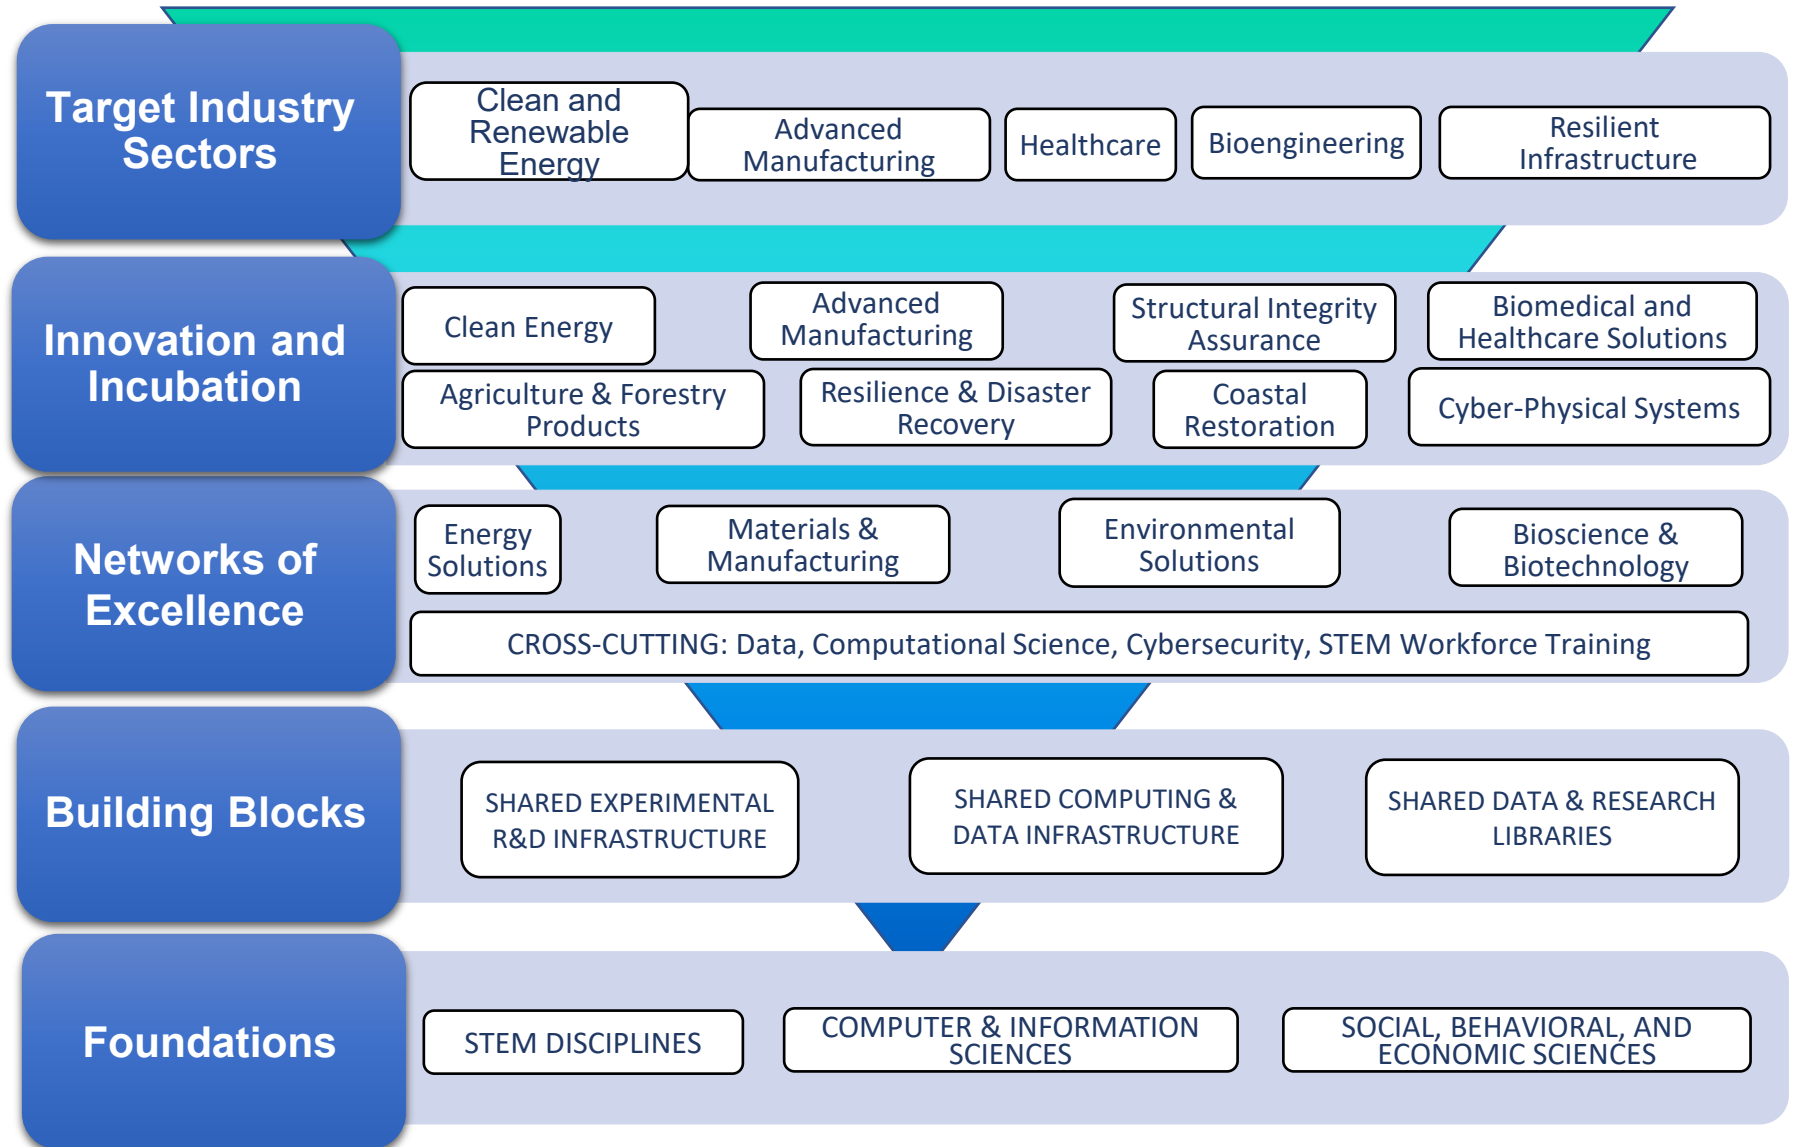 Target Industry
Sectors
Clean and
Renewable
Energy
Advanced
Manufacturing
Healthcare
Bioengineering
Resilient
Infrastructure
Innovation and
Incubation
Clean Energy
Advanced
Manufacturing
Structural Integrity
Assurance
Biomedical and
Healthcare Solutions
Agriculture & Forestry
Products
Resilience & Disaster
Recovery
Coastal
Restoration
Cyber-Physical Systems
Networks of
Excellence
Energy
Solutions
Materials &
Manufacturing
Environmental
Solutions
Bioscience &
Biotechnology
CROSS-CUTTING: Data, Computational Science, Cybersecurity, STEM Workforce Training
Building Blocks
SHARED EXPERIMENTAL
R&D INFRASTRUCTURE
SHARED COMPUTING &
DATA INFRASTRUCTURE
SHARED DATA & RESEARCH
LIBRARIES
Foundations
STEM DISCIPLINES
COMPUTER & INFORMATION
SCIENCES
SOCIAL, BEHAVIORAL, AND
ECONOMIC SCIENCES